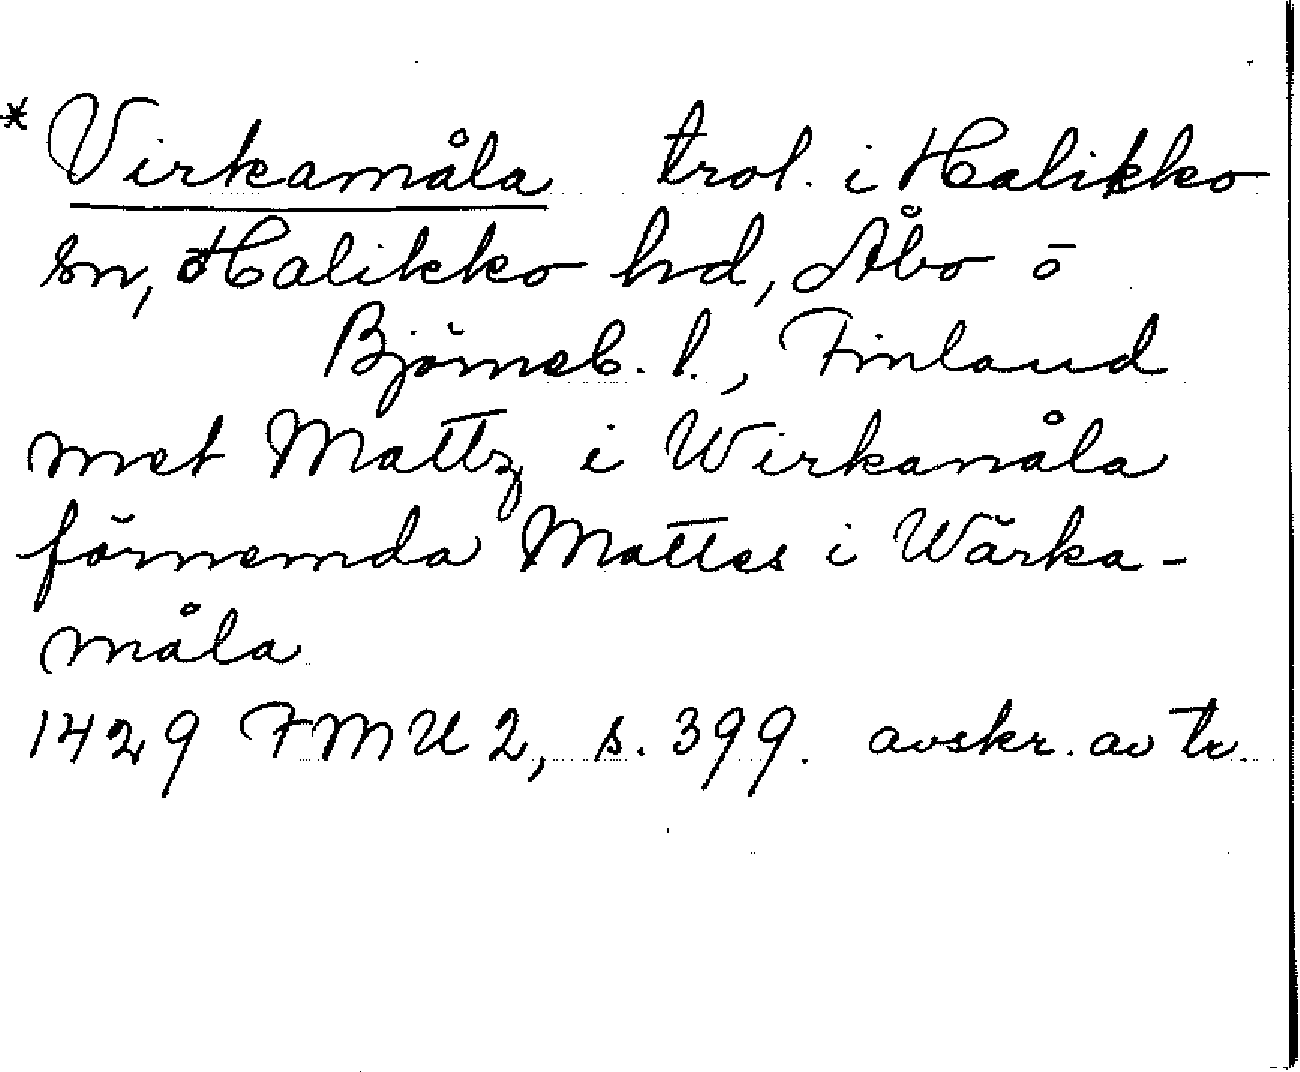 * Virkamåla trol. i Halikko
sn, Halikko hd, Åbo o
Björneb. l., Finland
met Mattz i Wirkamåla
förnemda Mattes i Wärka-
måla
1429 FMU 2, s. 399. avskr. av tr.